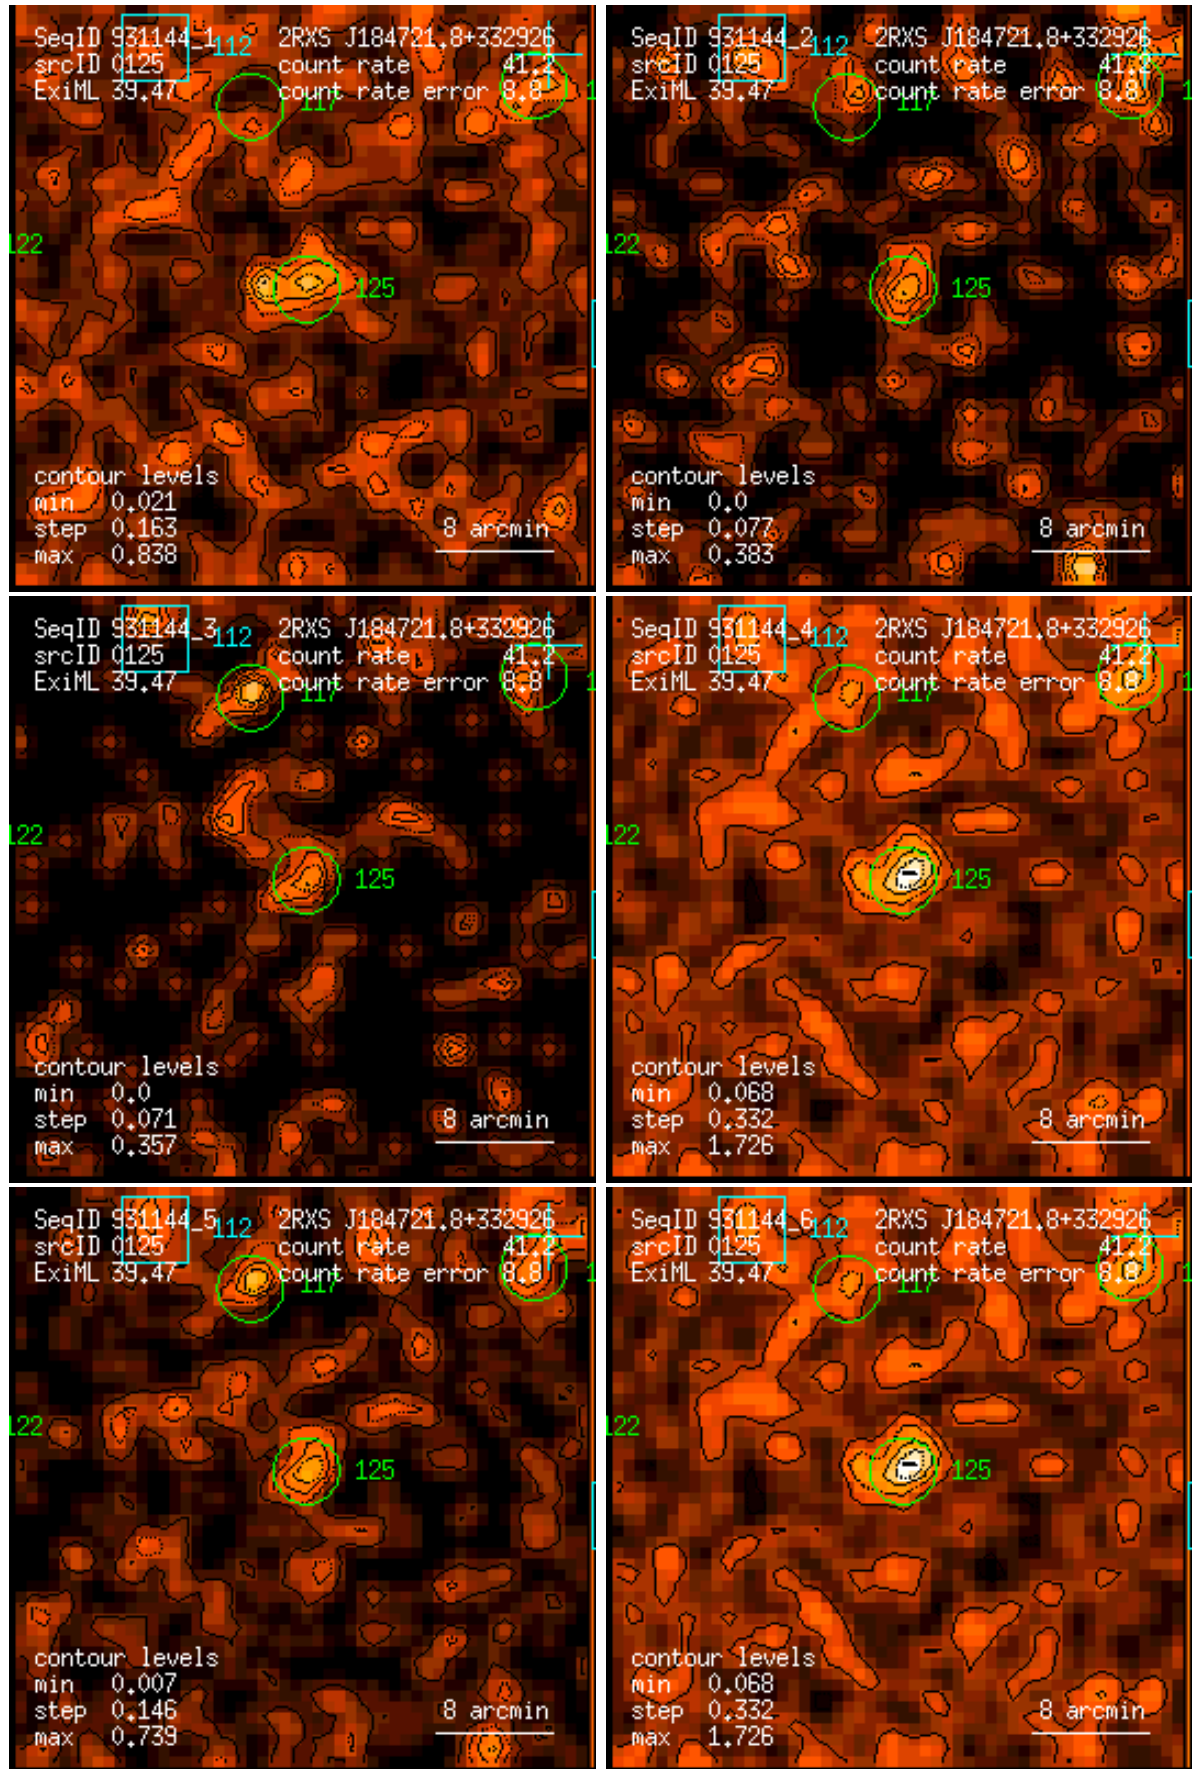 SeqID 931144_1 112 2RXS J184721.8+332926
srcID 0125 count rate 41.2
ExiML 39.47 117 count rate error 8.8 1
122
125
contour levels
min 0.021
step 0.163 8 arcmin
max 0.838
SeqID 931144_2 112 2RXS J184721.8+332926
srcID 0125 count rate 41.2
ExiML 39.47 117 count rate error 8.8 1
122
125
contour levels
min 0.0
step 0.077 8 arcmin
max 0.383
SeqID 931144_3 112 2RXS J184721.8+332926
srcID 0125 count rate 41.2
ExiML 39.47 117 count rate error 8.8 1
122
125
contour levels
min 0.0
step 0.071 8 arcmin
max 0.357
SeqID 931144_4 112 2RXS J184721.8+332926
srcID 0125 count rate 41.2
ExiML 39.47 117 count rate error 8.8 1
122
125
contour levels
min 0.068
step 0.332 8 arcmin
max 1.726
SeqID 931144_5 112 2RXS J184721.8+332926
srcID 0125 count rate 41.2
ExiML 39.47 117 count rate error 8.8 1
122
125
contour levels
min 0.007
step 0.146 8 arcmin
max 0.739
SeqID 931144_6 112 2RXS J184721.8+332926
srcID 0125 count rate 41.2
ExiML 39.47 117 count rate error 8.8 1
122
125
contour levels
min 0.068
step 0.332 8 arcmin
max 1.726